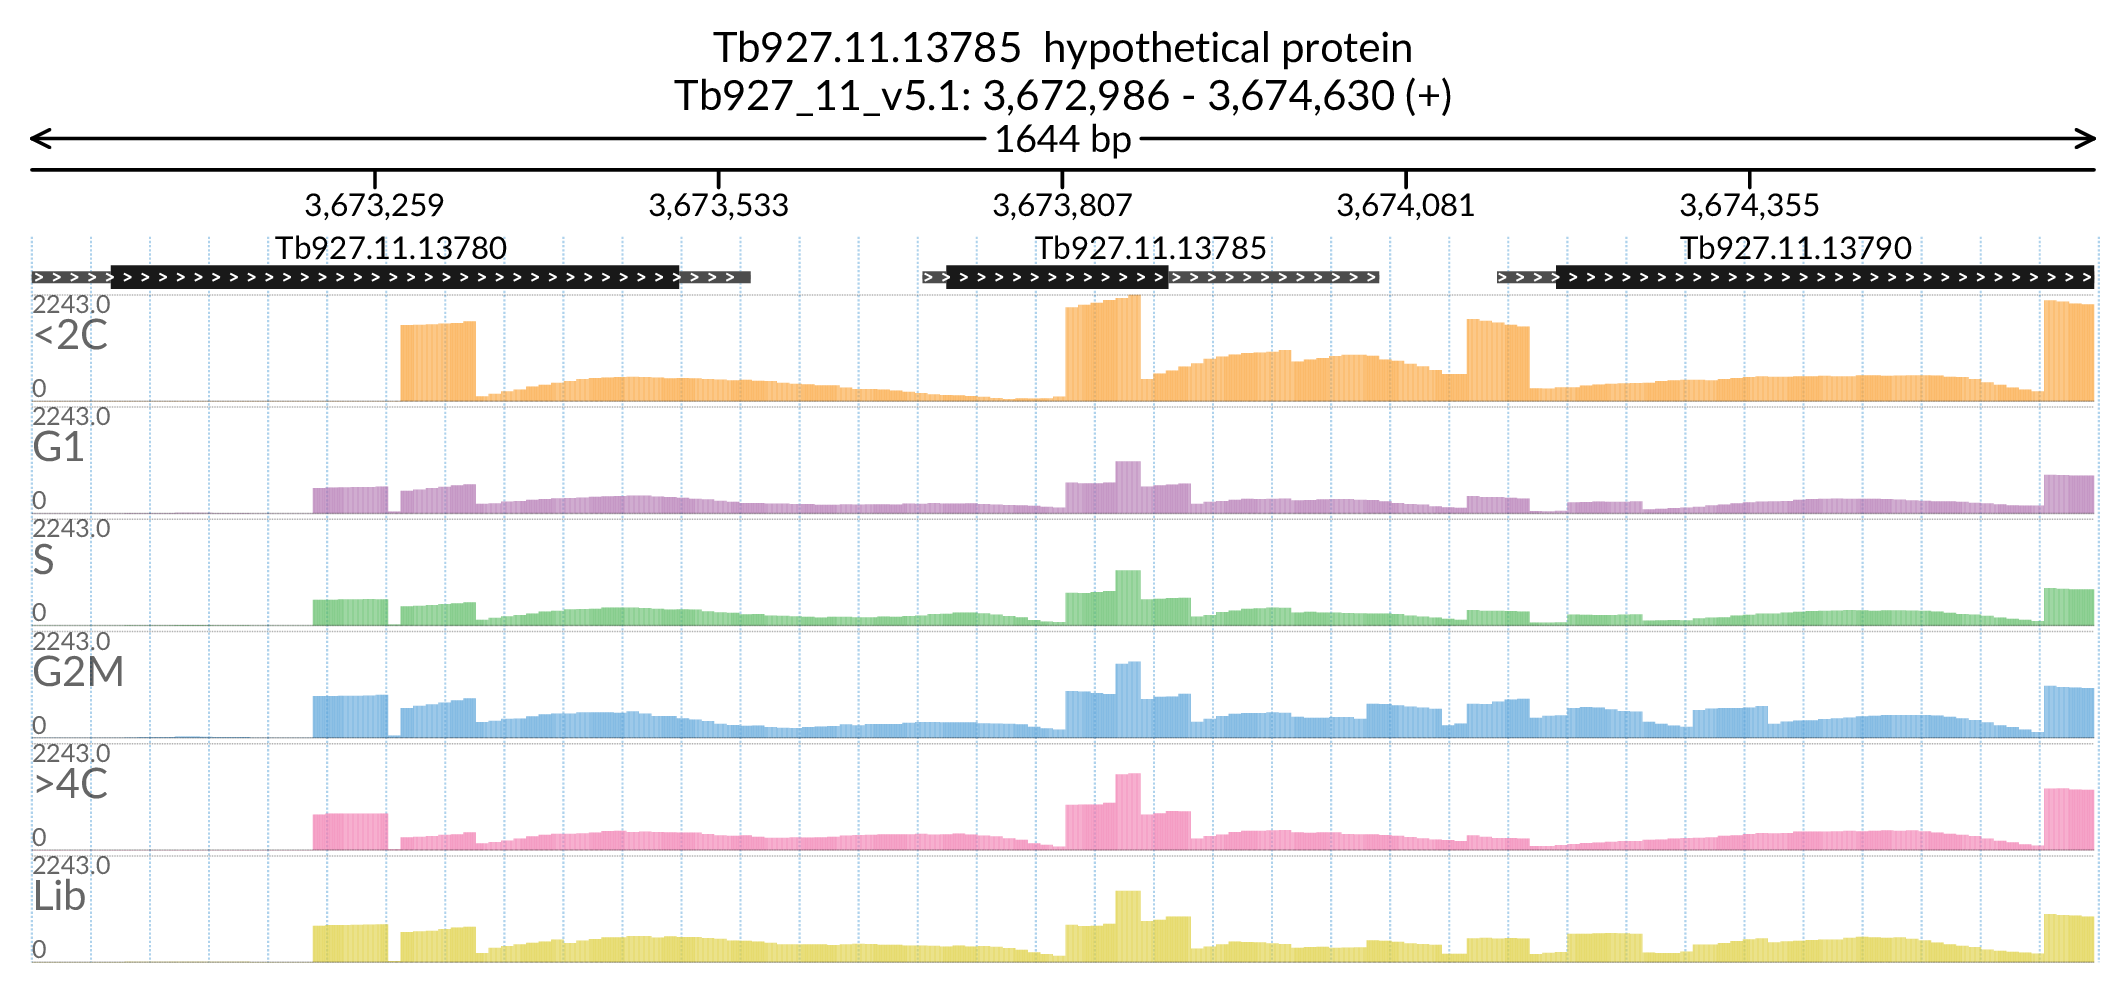 Tb927.11.13785 hypothetical protein
Tb927_11_v5.1: 3,672,986 - 3,674,630 (+)
1644 bp
3,673,259 3,673,533 3,673,807 3,674,081 3,674,355
Tb927.11.13780 Tb927.11.13785 Tb927.11.13790
2243.0
<2C
0
2243.0
G1
0
2243.0
S
0
2243.0
G2M
0
2243.0
>4C
0
2243.0
Lib
0